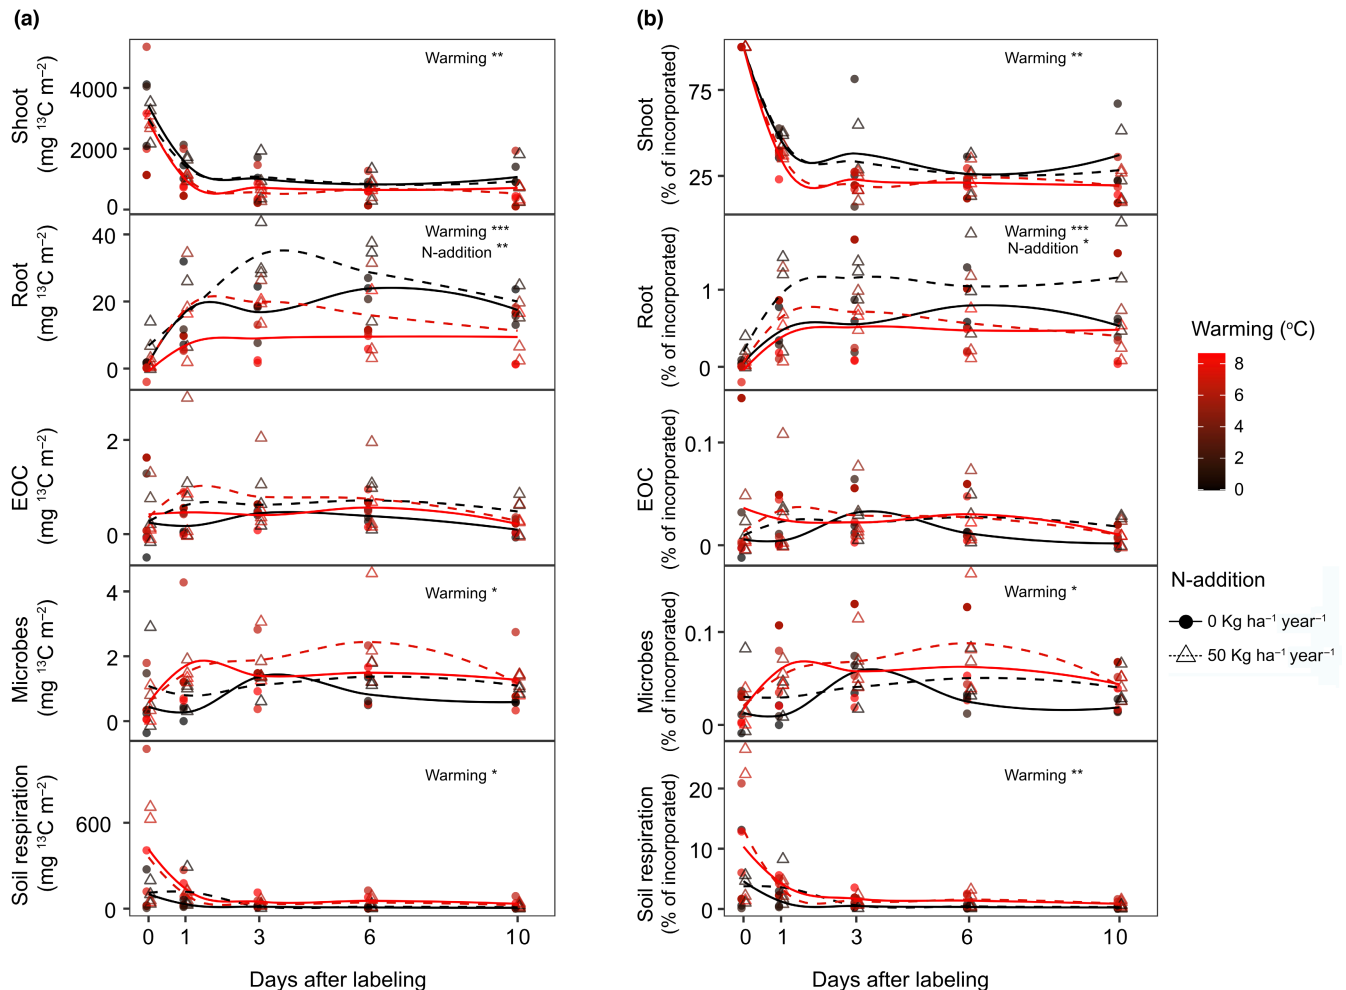 (a)
Shoot
(mg ¹³C m⁻²)
4000
2000
0
Warming **
Root
(mg ¹³C m⁻²)
40
20
0
Warming ***
N-addition **
EOC
(mg ¹³C m⁻²)
2
0
Microbes
(mg ¹³C m⁻²)
4
2
0
Warming *
Soil respiration
(mg ¹³C m⁻²)
600
0
Warming *
0 1 3 6 10
Days after labeling
(b)
Shoot
(% of incorporated)
75
25
Warming **
Root
(% of incorporated)
1
0
Warming ***
N-addition *
EOC
(% of incorporated)
0.1
0
Microbes
(% of incorporated)
0.1
0
Warming *
Soil respiration
(% of incorporated)
20
10
0
Warming **
0 1 3 6 10
Days after labeling
Warming (°C)
8
6
4
2
0
N-addition
0 Kg ha⁻¹ year⁻¹
50 Kg ha⁻¹ year⁻¹